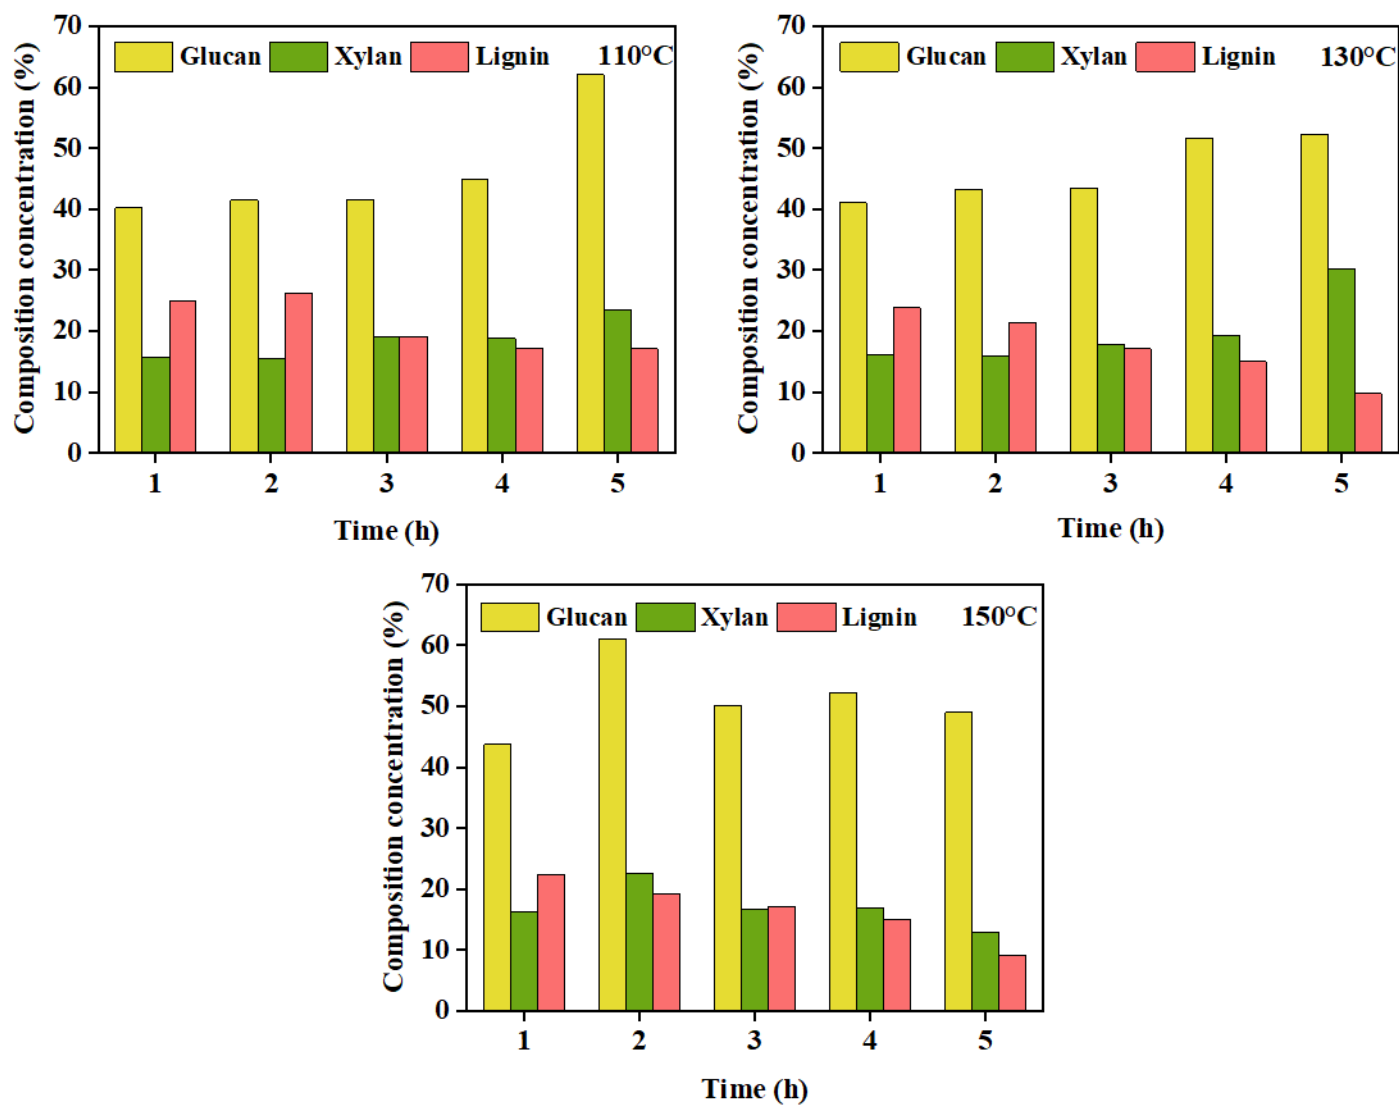 Composition concentration (%)
70
60
50
40
30
20
10
0
Glucan Xylan Lignin 110°C
1 2 3 4 5
Time (h)
Composition concentration (%)
70
60
50
40
30
20
10
0
Glucan Xylan Lignin 130°C
1 2 3 4 5
Time (h)
Composition concentration (%)
70
60
50
40
30
20
10
0
Glucan Xylan Lignin 150°C
1 2 3 4 5
Time (h)